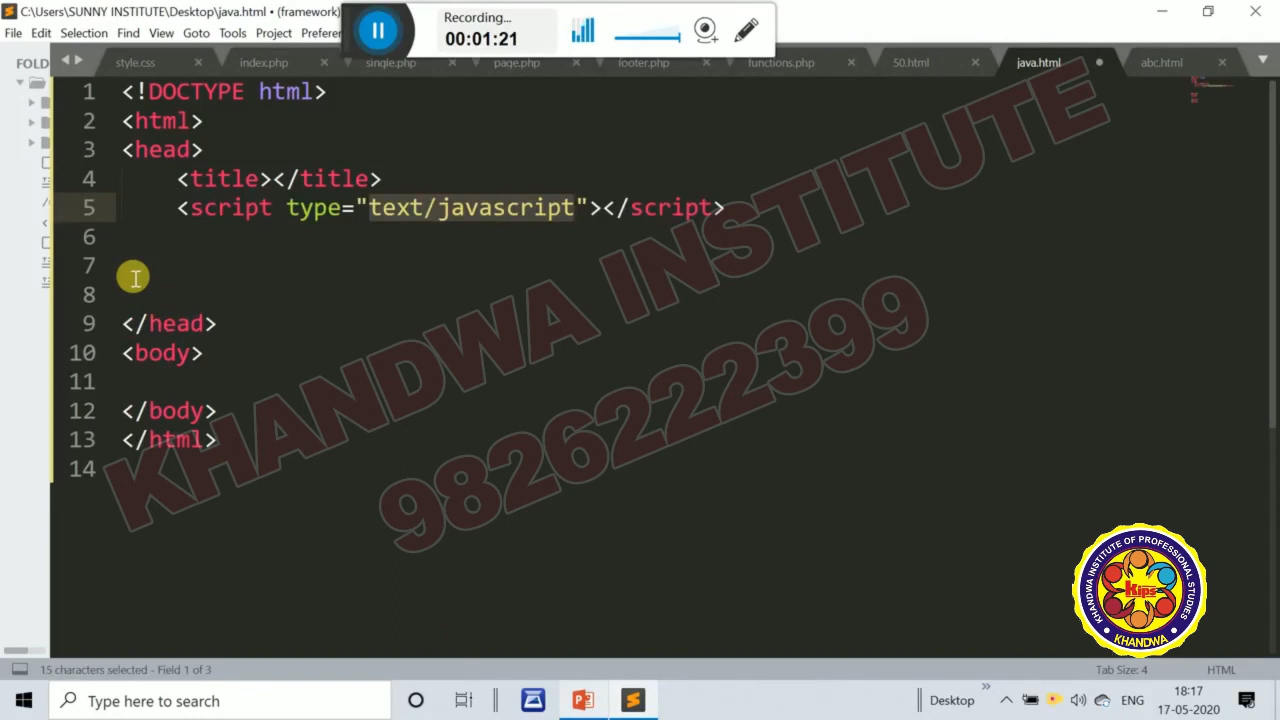 C:\Users\SUNNY INSTITUTE\Desktop\java.html • (framework)
Recording...
00:01:21
File Edit Selection Find View Goto Tools Project
FOLD
style.css
index.php
single.php
page.php
footer.php
functions.php
50.html
java.html
abc.html
1 <!DOCTYPE html>
2 <html>
3 <head>
4 <title></title>
5 <script type="text/javascript"></script>
6
7
8
9 </head>
10 <body>
11
12 </body>
13 </html>
14
KHANDWA INSTITUTE
9826222399
KHANDWA INSTITUTE OF PROFESSIONAL STUDIES
Kips
KHANDWA
15 characters selected - Field 1 of 3
Tab Size: 4
HTML
Type here to search
Desktop
ENG
18:17
17-05-2020